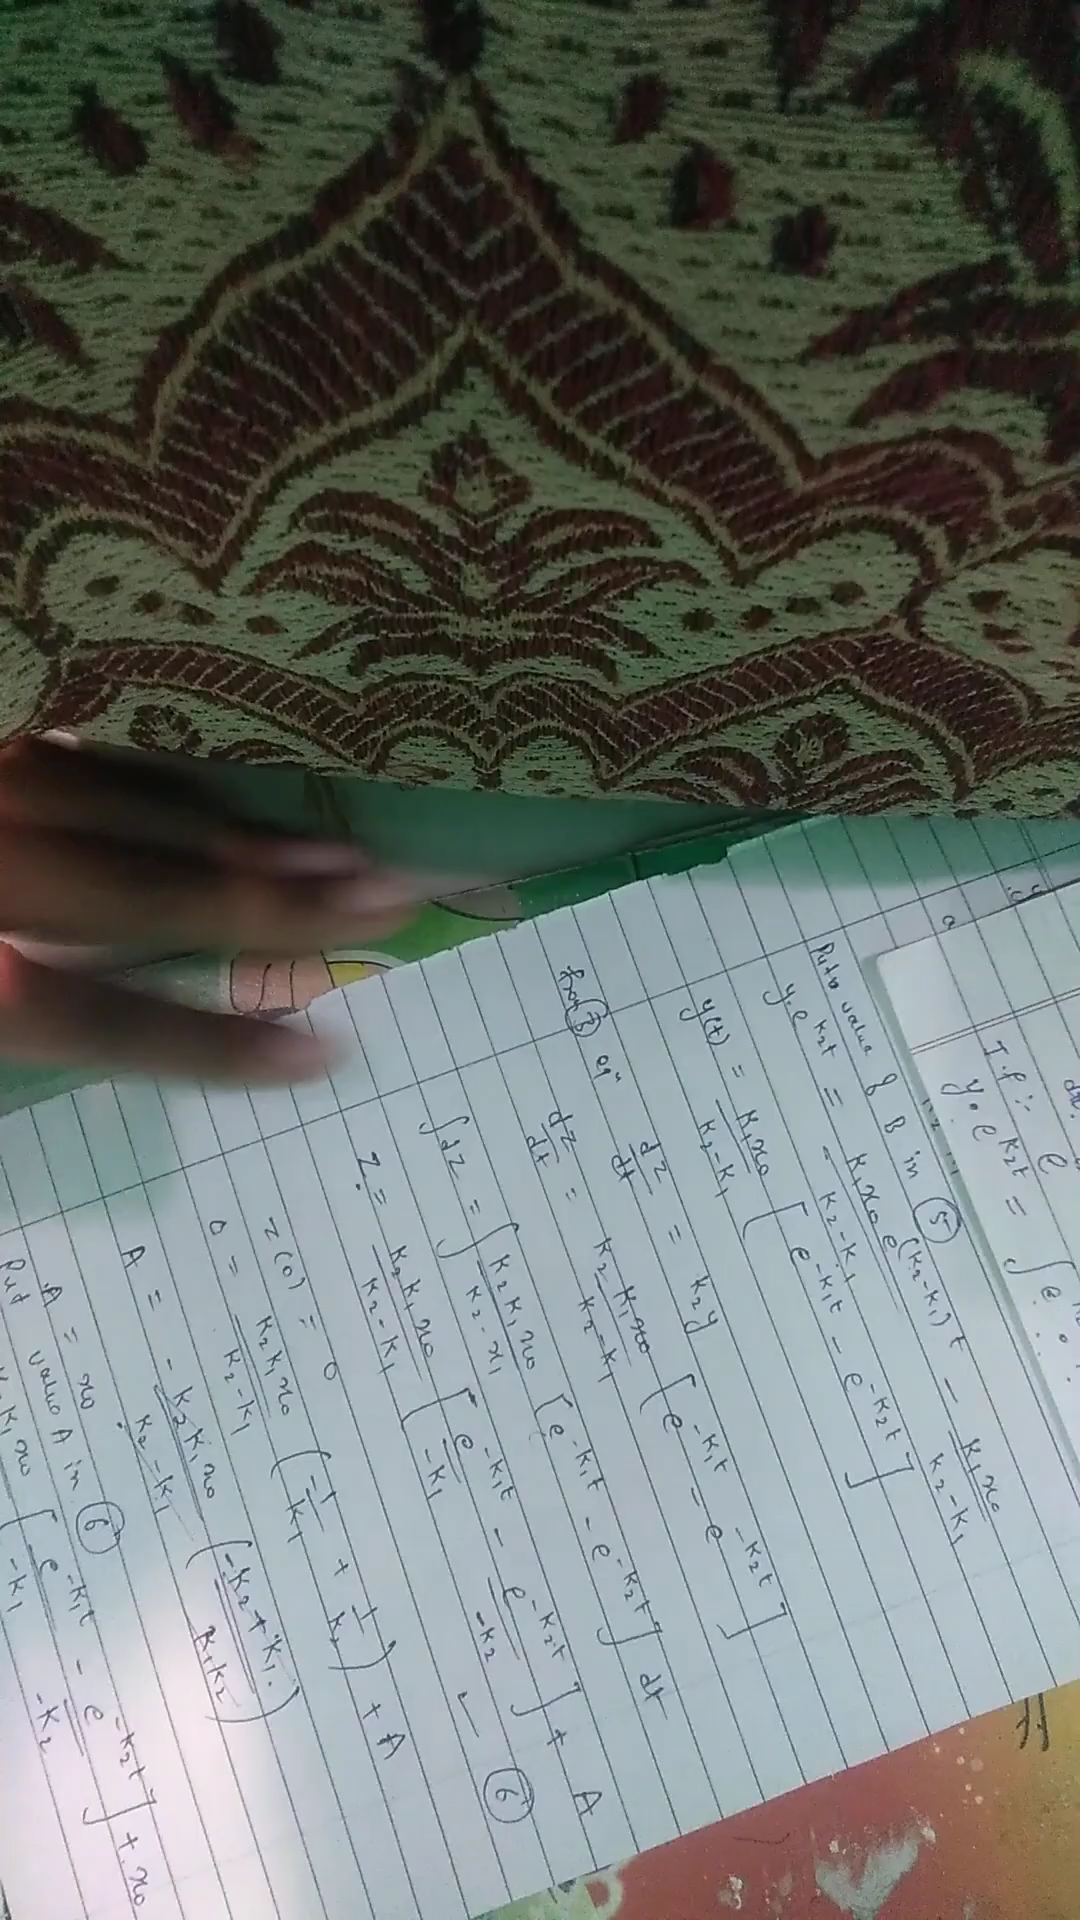 I.f :- e
y. e^{k₂t} = ∫ e
Put value of B in (5)
y.e^{k₂t} = k₁x₀/k₂-k₁ e^{(k₂-k₁)t} - k₁x₀/k₂-k₁
y(t) = k₁x₀/k₂-k₁ [e^{-k₁t} - e^{-k₂t}]
from (3) eqⁿ dz/dt = k₂y
dz/dt = k₂k₁x₀/k₂-k₁ [e^{-k₁t} - e^{-k₂t}]
∫dz = ∫ k₂k₁x₀/k₂-x₁ [e^{-k₁t} - e^{-k₂t}] dt
z = k₂k₁x₀/k₂-k₁ [e^{-k₁t}/-k₁ - e^{-k₂t}/-k₂] + A — (6)
z(0) = 0
0 = k₂k₁x₀/k₂-k₁ (-1/k₁ + 1/k₂) + A
A = - k₂k₁x₀/k₂-k₁ (-k₂+k₁/k₁k₂)
A = x₀
Put value A in (6)
k₁x₀ [e^{-k₁t}/-k₁ - e^{-k₂t}/-k₂] + x₀